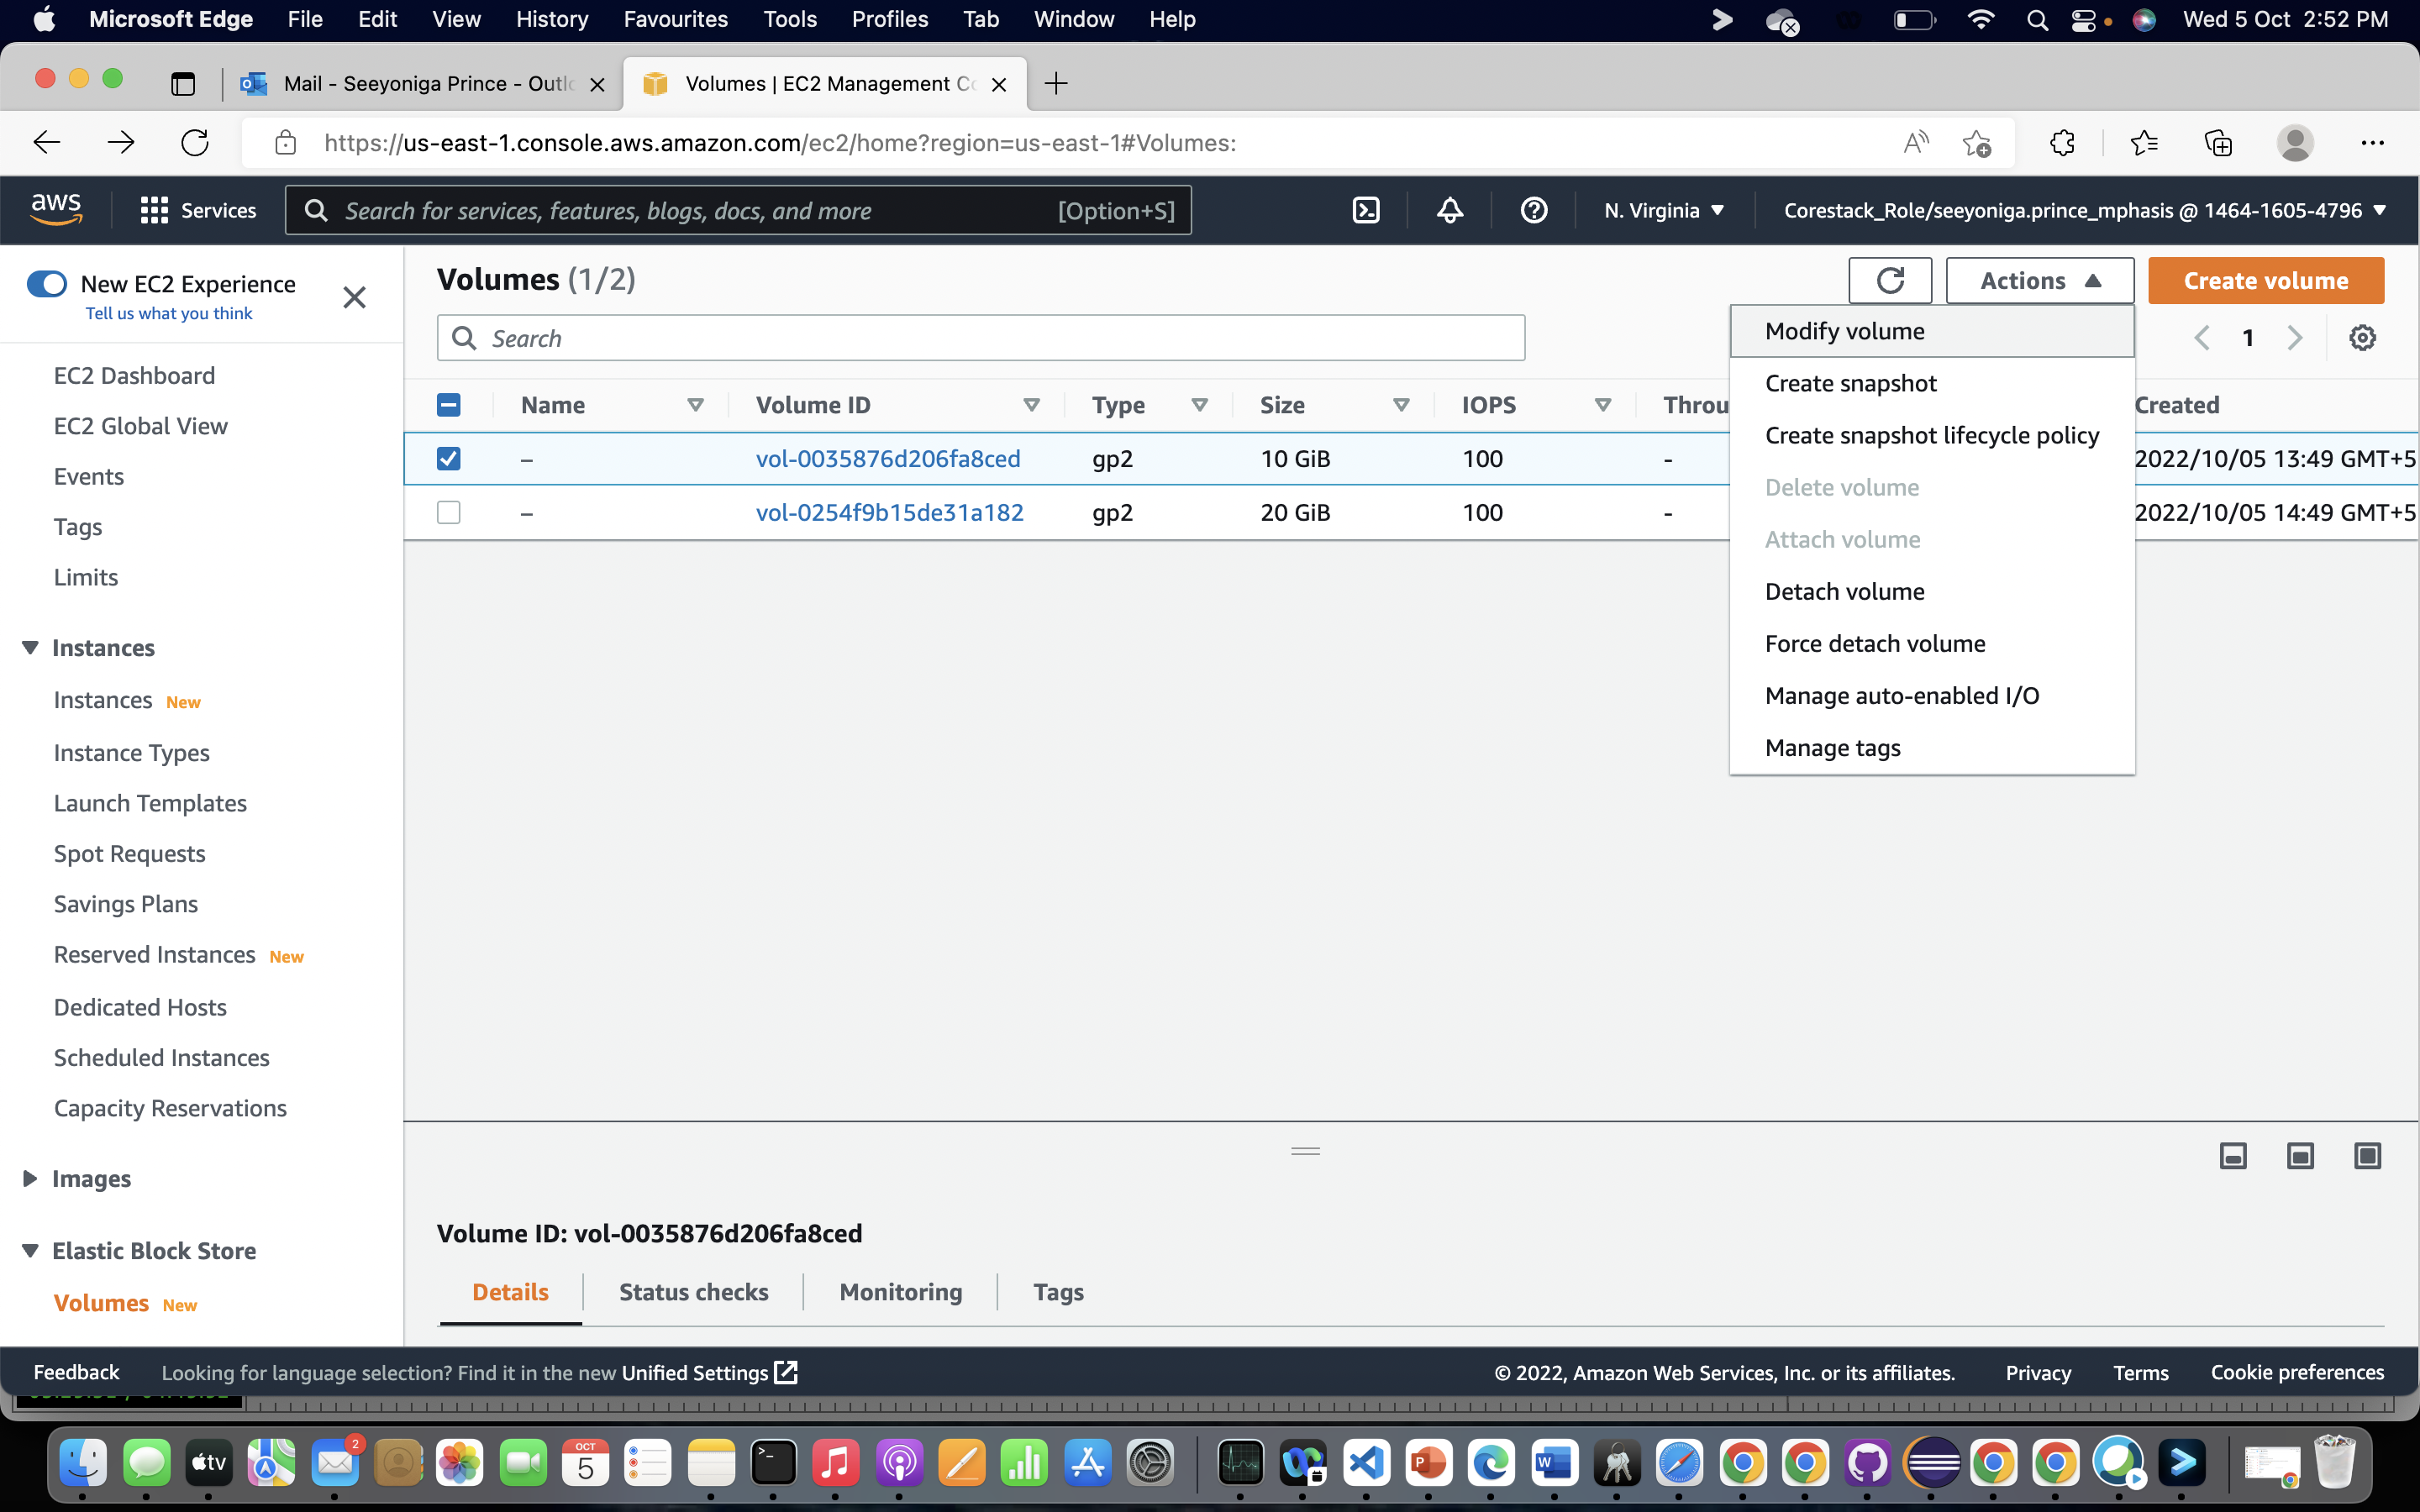 Microsoft Edge File Edit View History Favourites Tools Profiles Tab Window Help Wed 5 Oct 2:52 PM
Mail - Seeyoniga Prince - Outlo Volumes | EC2 Management Co
https://us-east-1.console.aws.amazon.com/ec2/home?region=us-east-1#Volumes:
aws Services Search for services, features, blogs, docs, and more [Option+S] N. Virginia Corestack_Role/seeyoniga.prince_mphasis @ 1464-1605-4796
New EC2 Experience
Tell us what you think
EC2 Dashboard
EC2 Global View
Events
Tags
Limits
Instances
Instances New
Instance Types
Launch Templates
Spot Requests
Savings Plans
Reserved Instances New
Dedicated Hosts
Scheduled Instances
Capacity Reservations
Images
Elastic Block Store
Volumes New
Volumes (1/2) Actions Create volume
Search 1
Name Volume ID Type Size IOPS Throu Created
– vol-0035876d206fa8ced gp2 10 GiB 100 - 2022/10/05 13:49 GMT+5
– vol-0254f9b15de31a182 gp2 20 GiB 100 - 2022/10/05 14:49 GMT+5
Modify volume
Create snapshot
Create snapshot lifecycle policy
Delete volume
Attach volume
Detach volume
Force detach volume
Manage auto-enabled I/O
Manage tags
Volume ID: vol-0035876d206fa8ced
Details Status checks Monitoring Tags
Feedback Looking for language selection? Find it in the new Unified Settings © 2022, Amazon Web Services, Inc. or its affiliates. Privacy Terms Cookie preferences
tv 2 OCT 5 P W